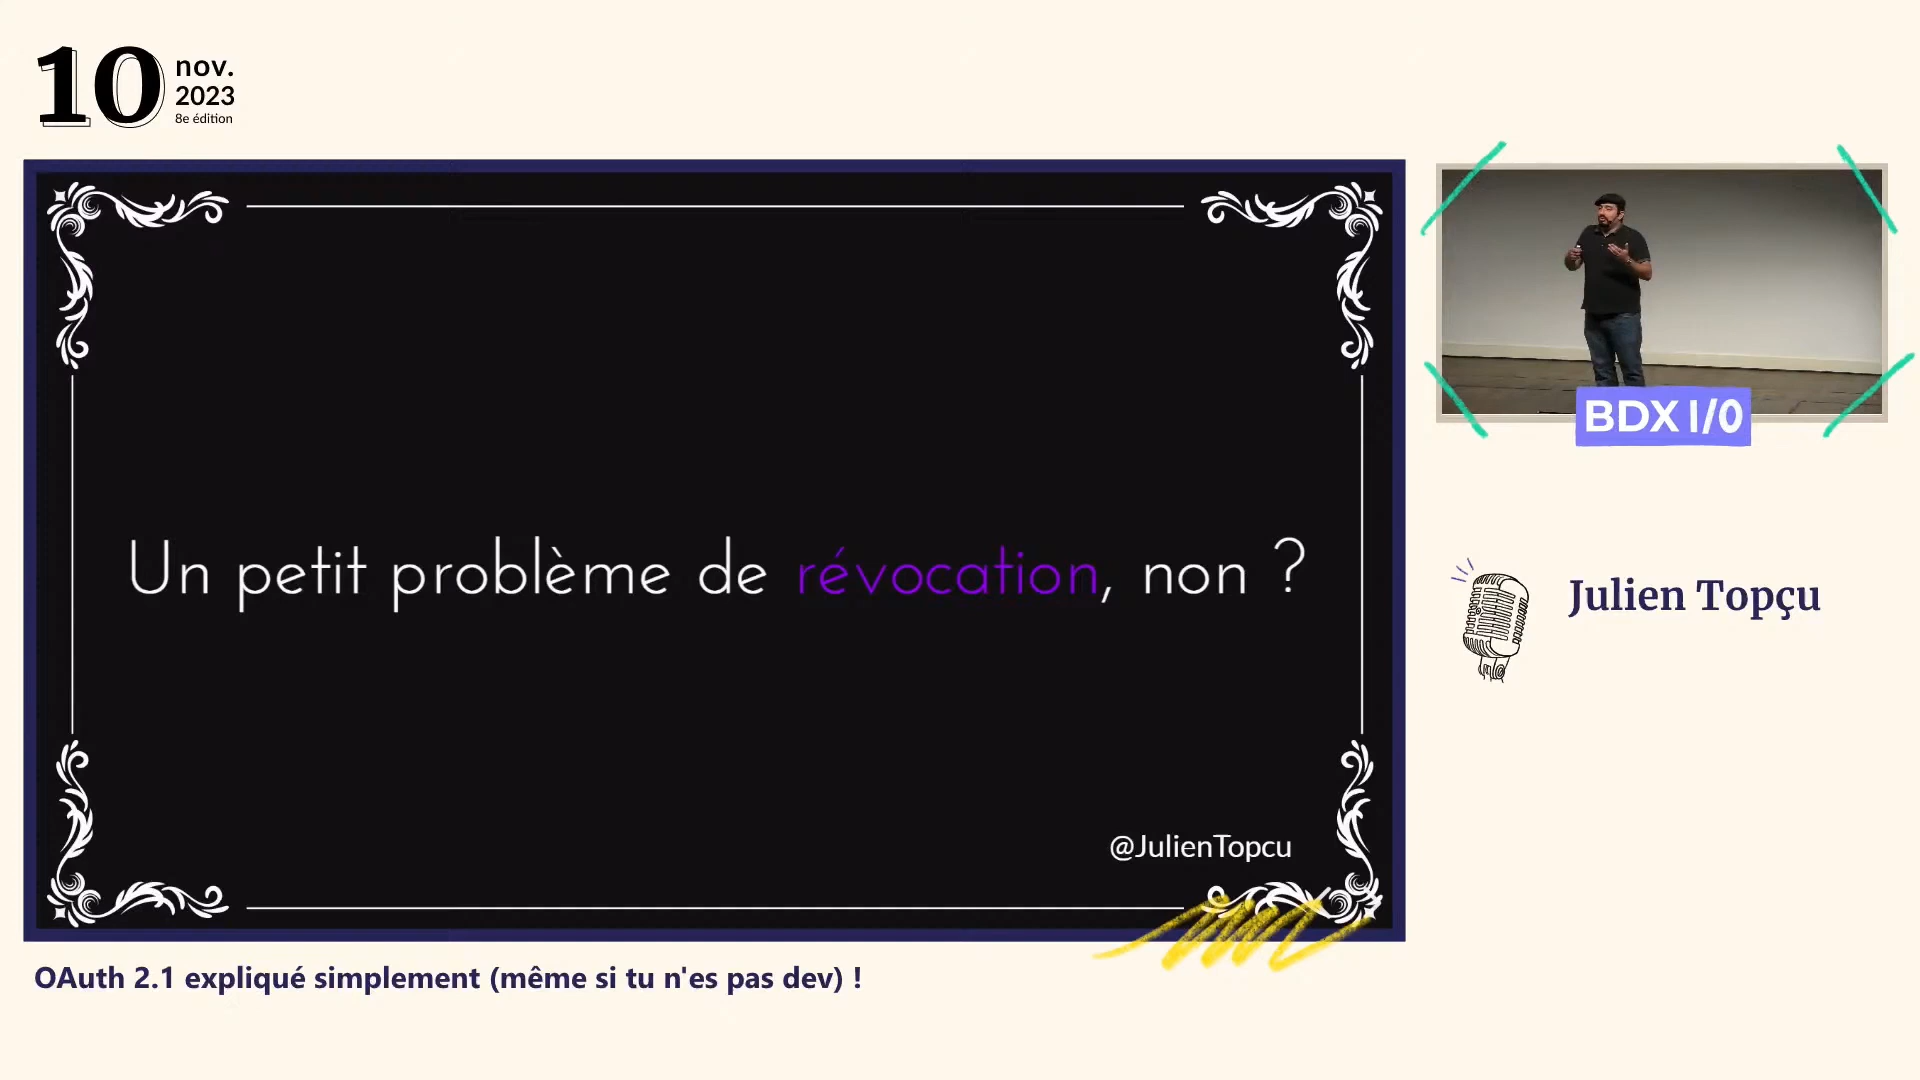 10
nov.
2023
8e édition
Un petit problème de révocation, non ?
@JulienTopcu
BDX I/O
Julien Topçu
OAuth 2.1 expliqué simplement (même si tu n'es pas dev) !